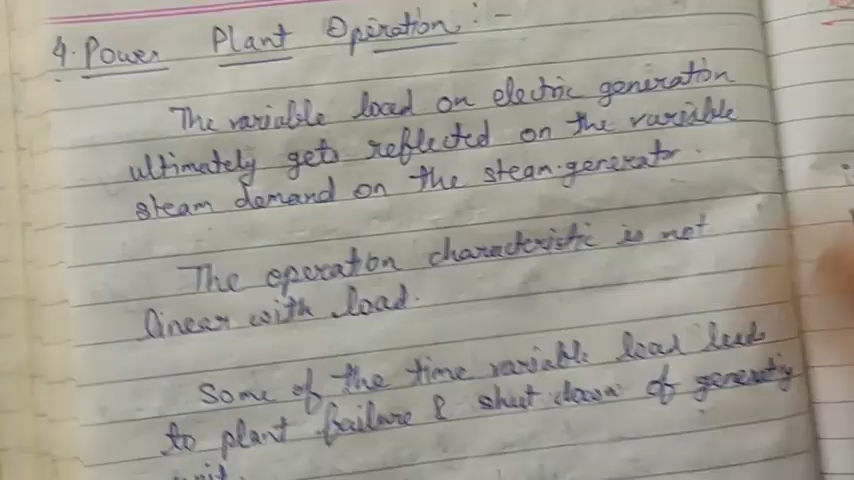 4. Power Plant Operation :-
The variable load on electric generation
ultimately gets reflected on the variable
steam demand on the steam generator.
The operation characteristic is not
linear with load.
Some of the time variable load leads
to plant failure & shut down of generating
unit.